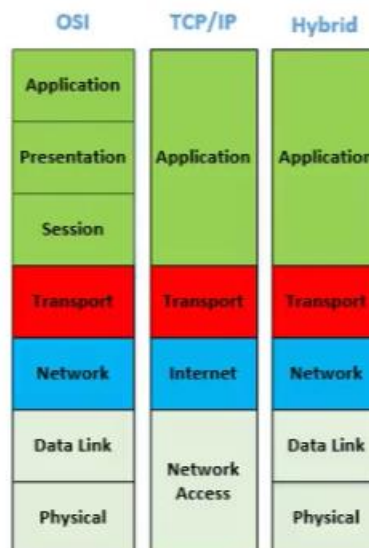 OSI TCP/IP Hybrid
Application
Presentation Application Application
Session
Transport Transport Transport
Network Internet Network
Data Link Data Link
Network
Access
Physical Physical